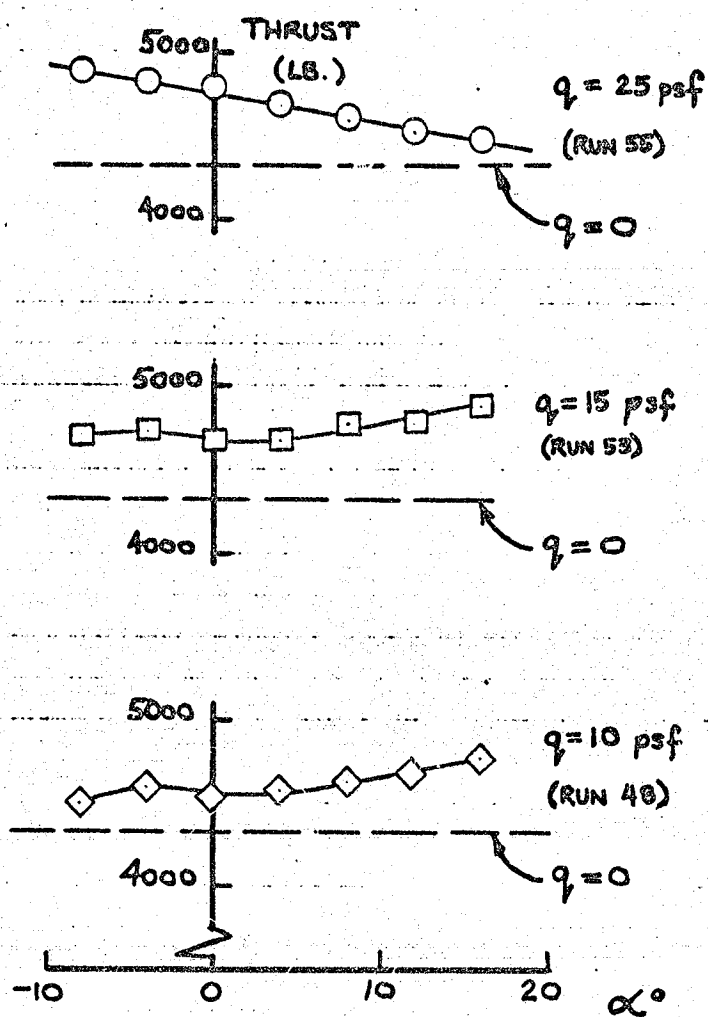 THRUST
(LB.)
5000
4000
q = 25 psf
(RUN 55)
q = 0
5000
4000
q = 15 psf
(RUN 53)
q = 0
5000
4000
q = 10 psf
(RUN 48)
q = 0
-10 0 10 20 α°